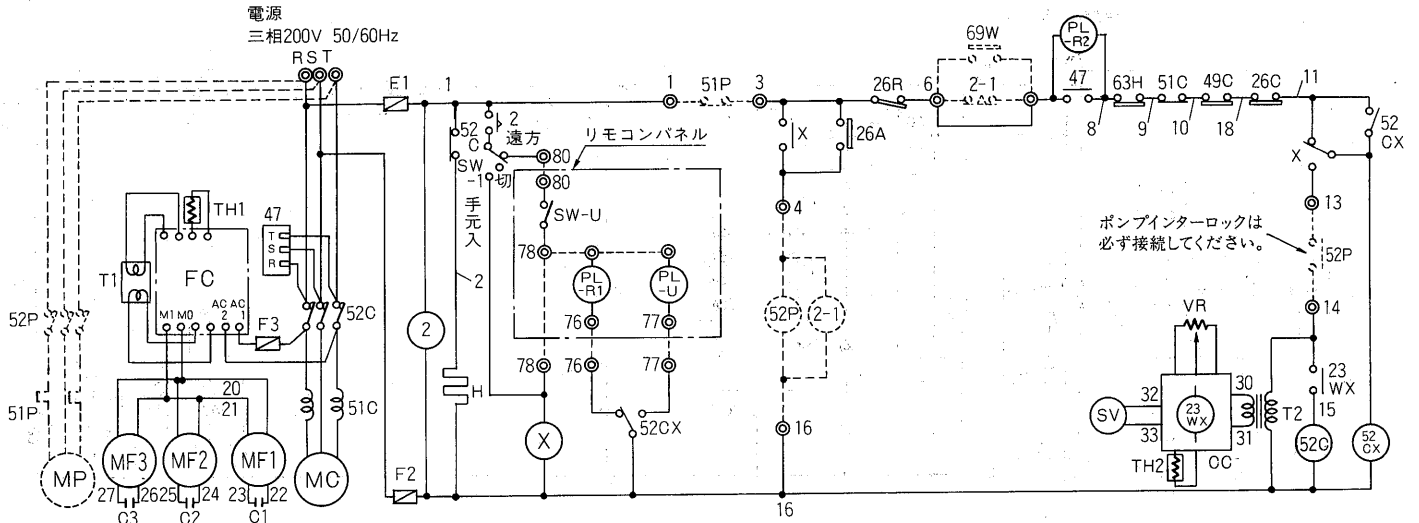 電源
三相200V 50/60Hz
R S T
F1
1
1
51P
3
26R
6
69W
2-1
PL
-R2
47
8
63H
9
51C
10
49C
18
26C
11
52
CX
52
C
2
遠方
C
SW
-1
切
手元入
2
リモコンパネル
80
80
SW-U
78
PL
-R1
PL
-U
76
77
78
76
77
X
52CX
H
2
F2
X
26A
4
52P
2-1
16
16
X
13
ポンプインターロックは
必ず接続してください。
52P
14
VR
23
WX
15
30
31
T2
32
33
SV
23
WX
CC
TH2
52C
52
CX
TH1
47
T
S
R
T1
FC
M1 M0
AC
2
AC
1
F3
52C
52P
51P
20
21
51C
MP
MF3
MF2
MF1
MC
27
26
25
24
23
22
C3
C2
C1